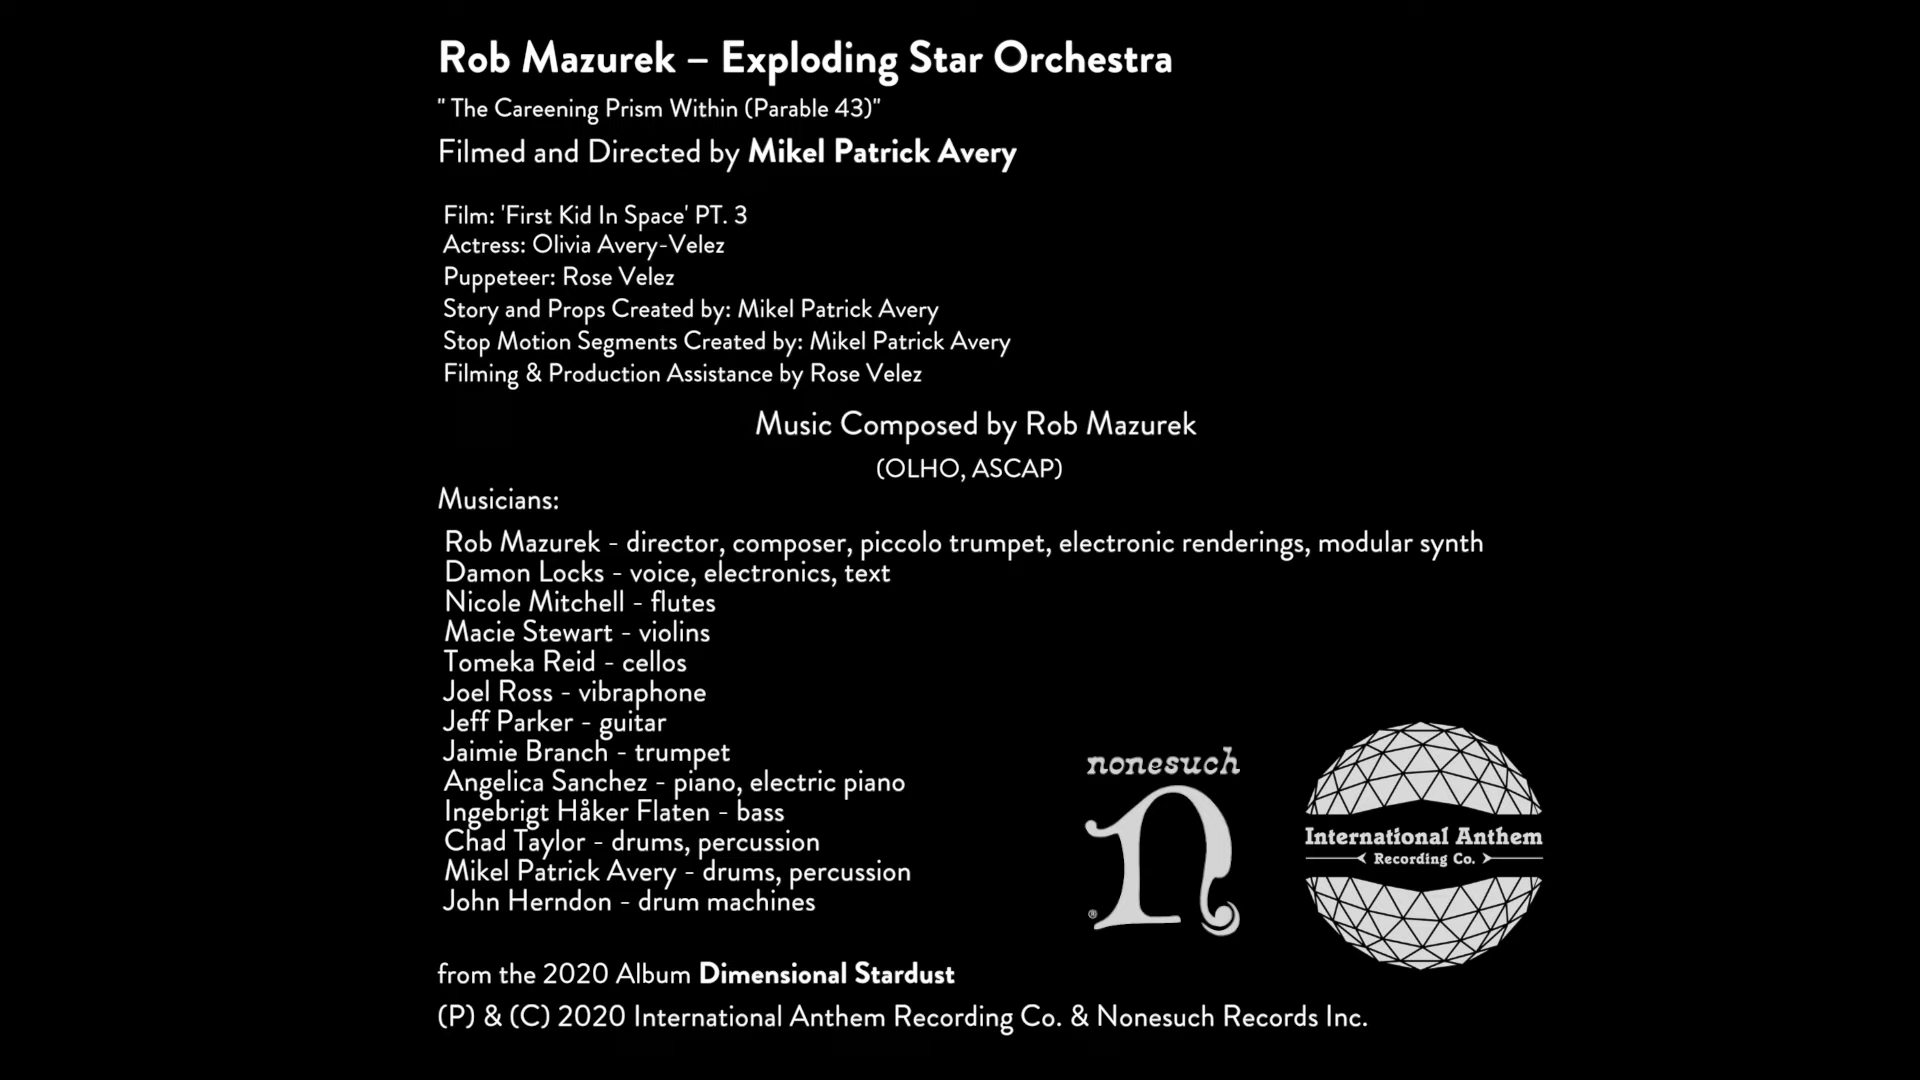 Rob Mazurek – Exploding Star Orchestra
" The Careening Prism Within (Parable 43)"
Filmed and Directed by Mikel Patrick Avery
Film: 'First Kid In Space' PT. 3
Actress: Olivia Avery-Velez
Puppeteer: Rose Velez
Story and Props Created by: Mikel Patrick Avery
Stop Motion Segments Created by: Mikel Patrick Avery
Filming & Production Assistance by Rose Velez
Music Composed by Rob Mazurek
(OLHO, ASCAP)
Musicians:
Rob Mazurek - director, composer, piccolo trumpet, electronic renderings, modular synth
Damon Locks - voice, electronics, text
Nicole Mitchell - flutes
Macie Stewart - violins
Tomeka Reid - cellos
Joel Ross - vibraphone
Jeff Parker - guitar
Jaimie Branch - trumpet
Angelica Sanchez - piano, electric piano
Ingebrigt Håker Flaten - bass
Chad Taylor - drums, percussion
Mikel Patrick Avery - drums, percussion
John Herndon - drum machines
nonesuch
n
®
International Anthem
Recording Co.
from the 2020 Album Dimensional Stardust
(P) & (C) 2020 International Anthem Recording Co. & Nonesuch Records Inc.